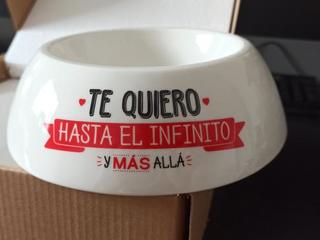 TE QUIERO
HASTA EL INFINITO
Y MÁS ALLÁ